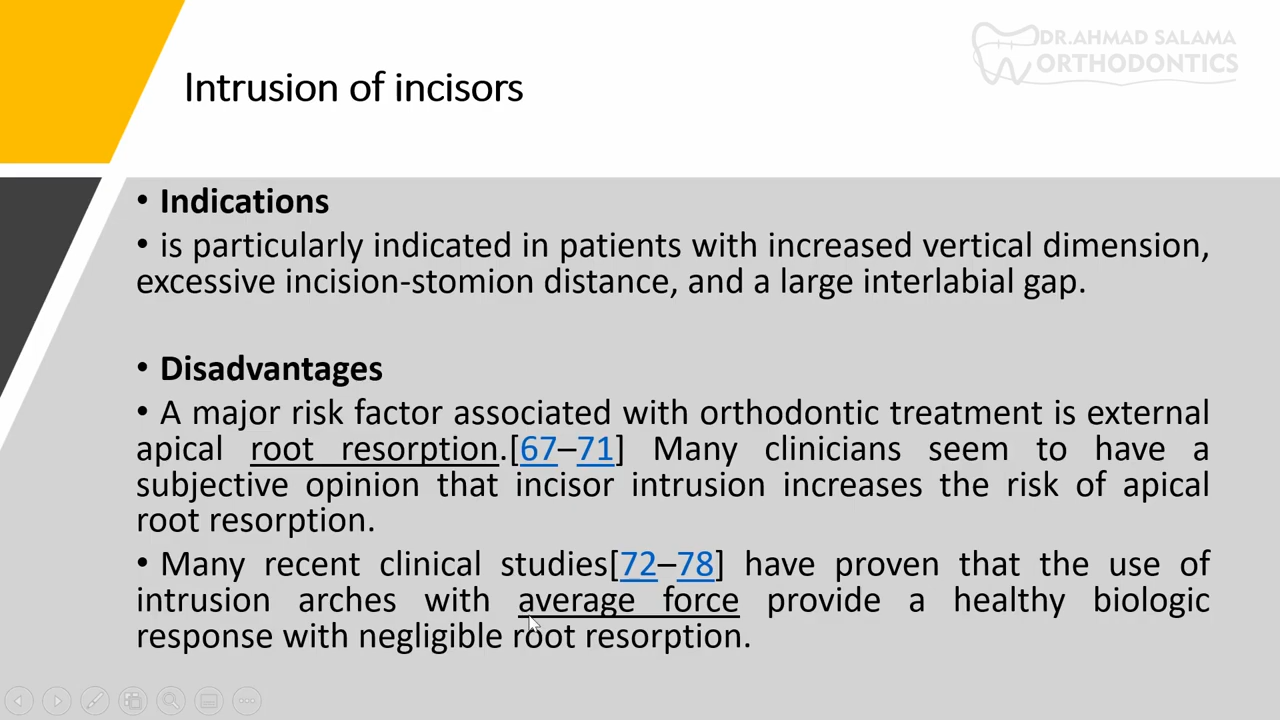 DR.AHMAD SALAMA
ORTHODONTICS
Intrusion of incisors
• Indications
• is particularly indicated in patients with increased vertical dimension,
excessive incision-stomion distance, and a large interlabial gap.
• Disadvantages
• A major risk factor associated with orthodontic treatment is external
apical root resorption.[67–71] Many clinicians seem to have a
subjective opinion that incisor intrusion increases the risk of apical
root resorption.
• Many recent clinical studies[72–78] have proven that the use of
intrusion arches with average force provide a healthy biologic
response with negligible root resorption.